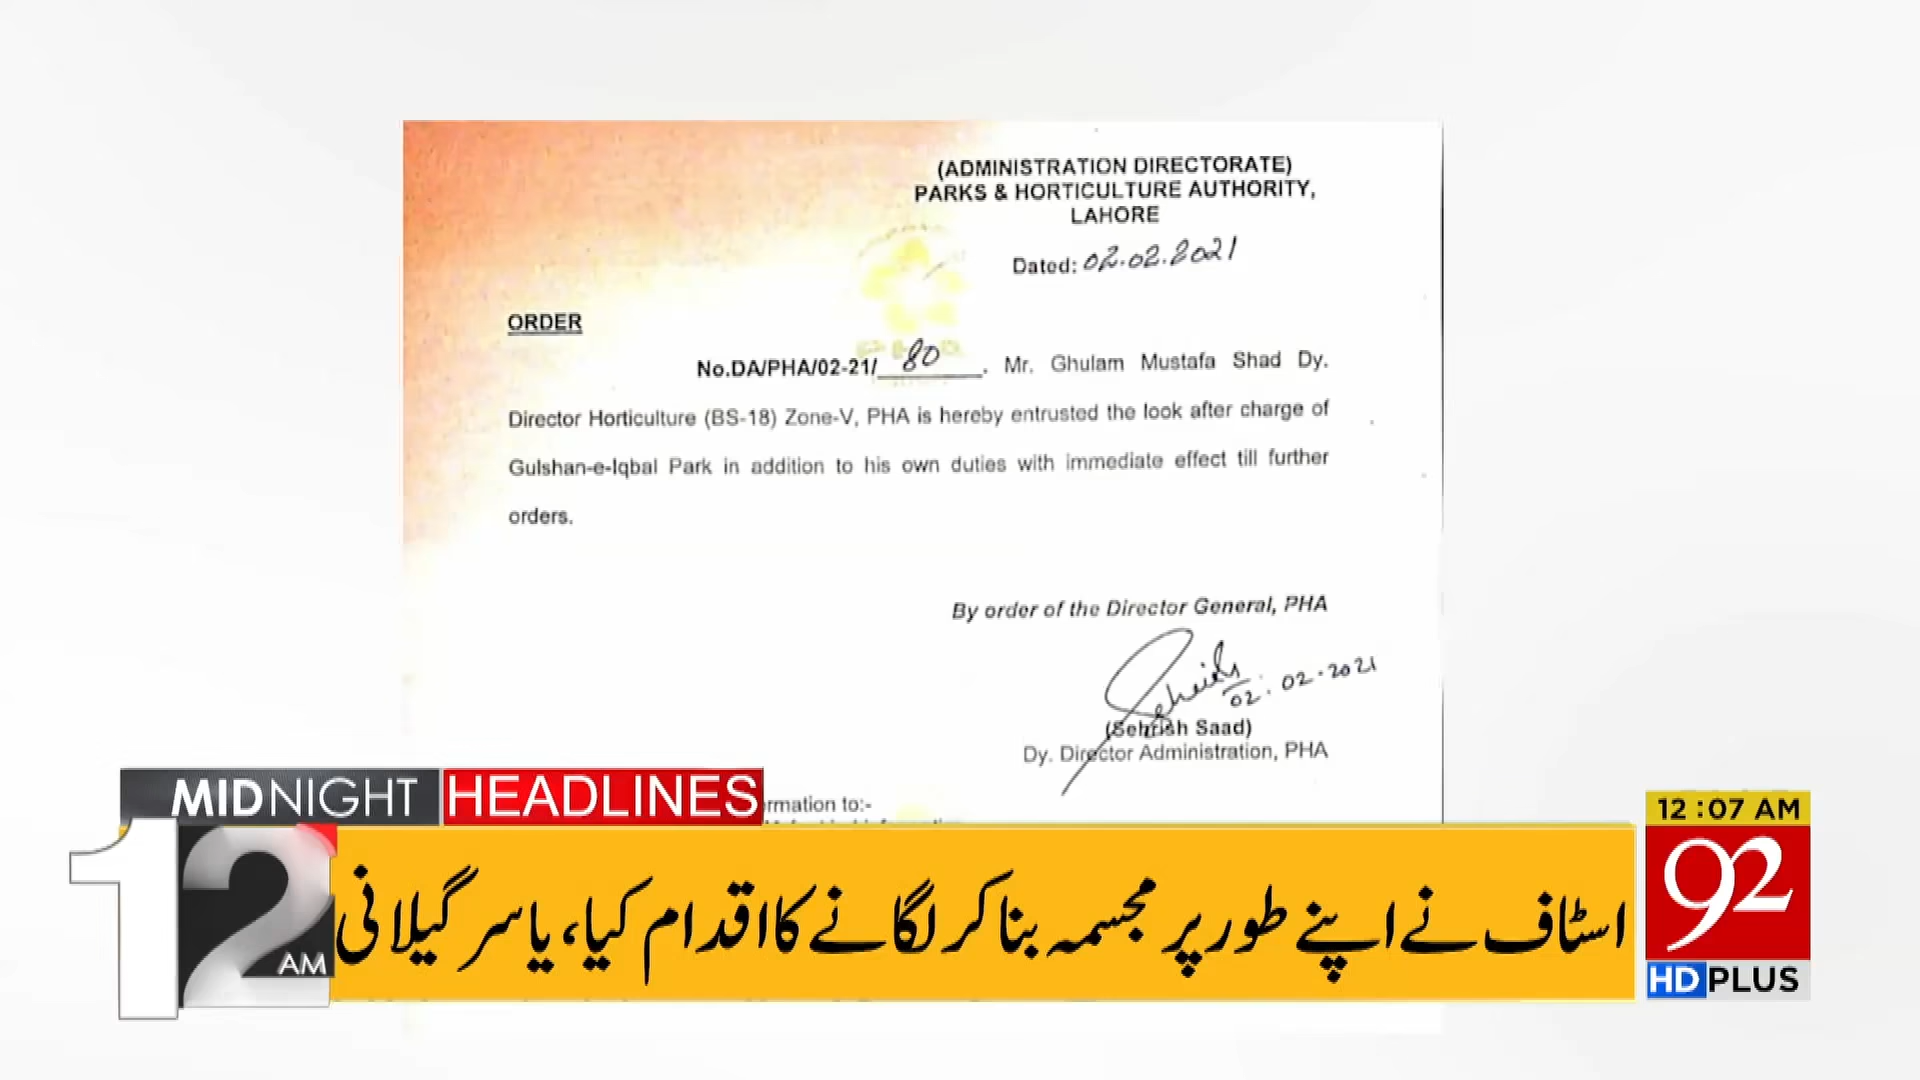 (ADMINISTRATION DIRECTORATE)
PARKS & HORTICULTURE AUTHORITY,
LAHORE
Dated: 02.02.2021
ORDER
No.DA/PHA/02-21/ 80 . Mr. Ghulam Mustafa Shad Dy.
Director Horticulture (BS-18) Zone-V, PHA is hereby entrusted the look after charge of
Gulshan-e-Iqbal Park in addition to his own duties with immediate effect till further
orders.
By order of the Director General, PHA
02.02.2021
(Sehrish Saad)
Dy. Director Administration, PHA
rmation to:-
MIDNIGHT HEADLINES
12 AM
اسٹاف نے اپنے طور پر مجسمہ بنا کر لگانے کا اقدام کیا، یاسر گیلانی
12:07 AM
92
HD PLUS